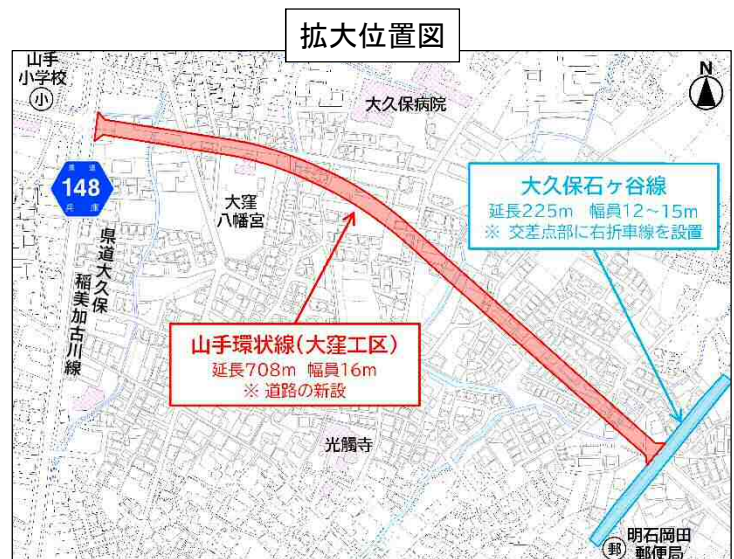 拡大位置図
山手
小学校
小
N
大久保病院
県道
148
兵庫
大窪
八幡宮
大久保石ヶ谷線
延長225m 幅員12～15m
※ 交差点部に右折車線を設置
県道大久保
稲美加古川線
山手環状線(大窪工区)
延長708m 幅員16m
※ 道路の新設
光觸寺
明石岡田
郵便局
郵